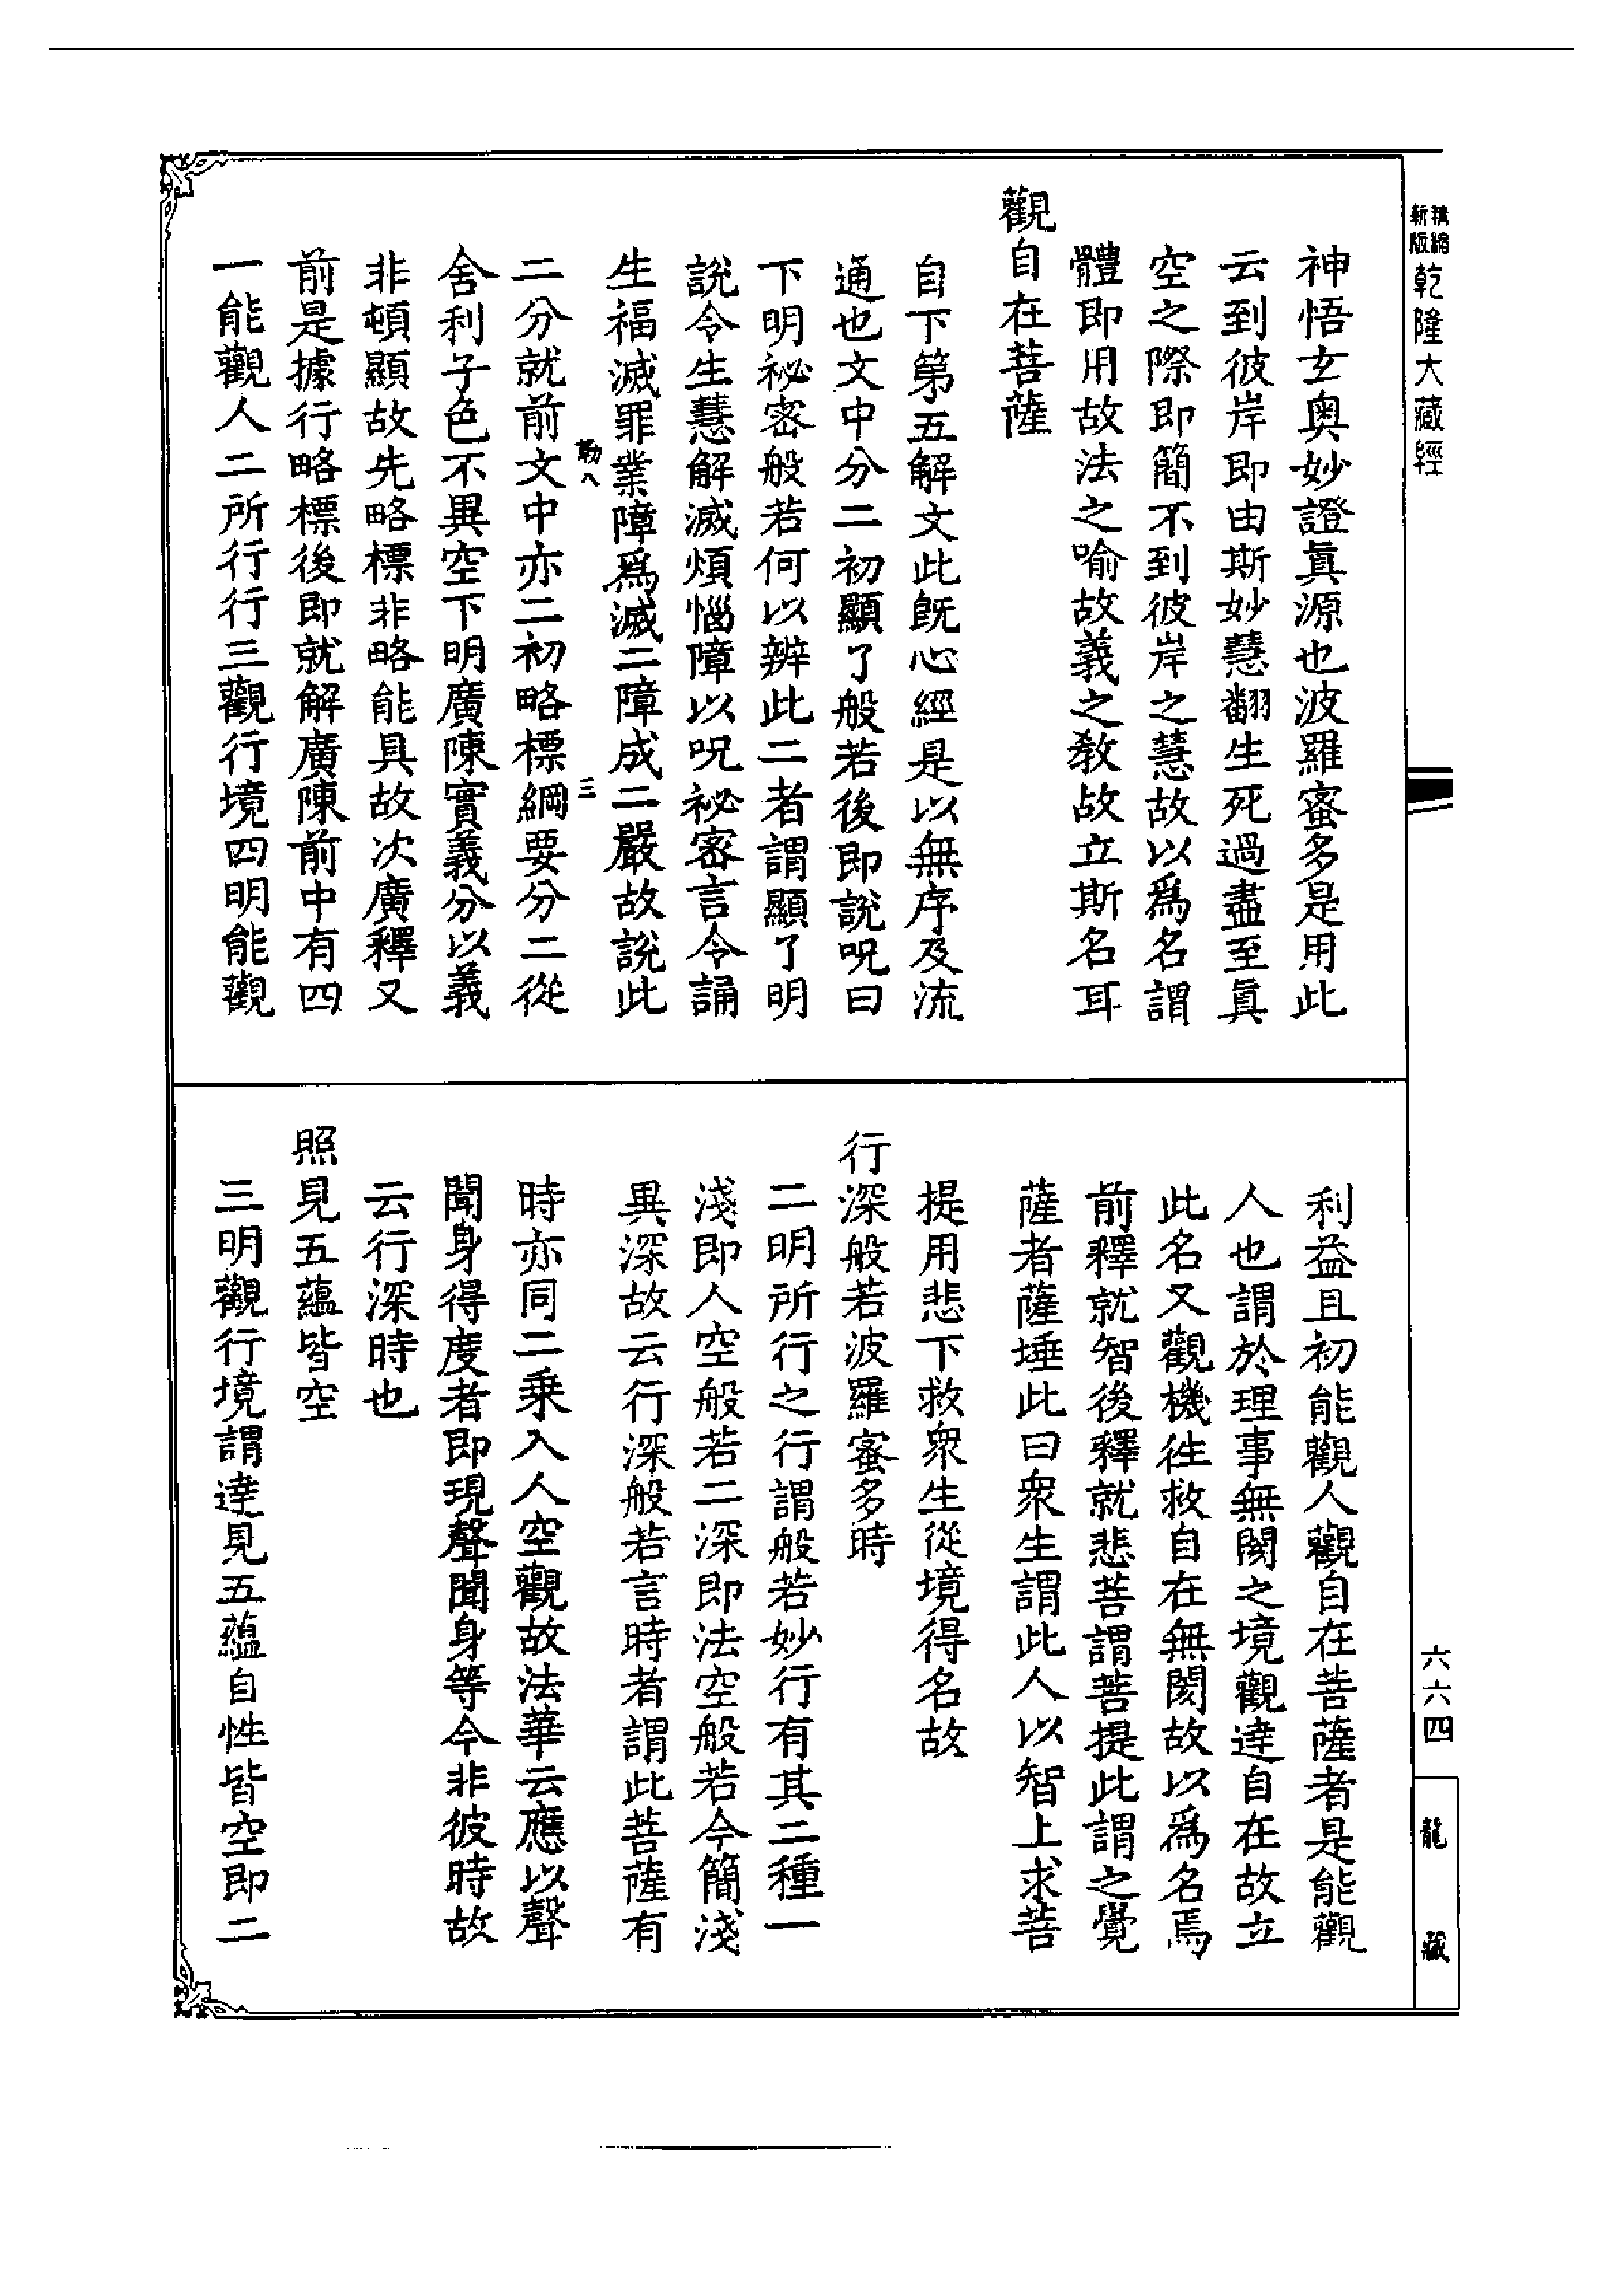 精縮新版乾隆大藏經
神悟玄奧妙證眞源也波羅蜜多是用此
云到彼岸即由斯妙慧翻生死過盡至眞
空之際即簡不到彼岸之慧故以爲名謂
體即用故法之喻故義之教故立斯名耳
觀自在菩薩
自下第五解文此旣心經是以無序及流
通也文中分二初顯了般若後即說呪曰
下明祕密般若何以辨此二者謂顯了明
說令生慧解滅煩惱障以呪祕密言令誦
生福滅罪業障爲滅二障成二嚴故說此
勒八 三
二分就前文中亦二初略標綱要分二從
舍利子色不異空下明廣陳實義分以義
非頓顯故先略標非略能具故次廣釋又
前是據行略標後即就解廣陳前中有四
一能觀人二所行行三觀行境四明能觀
利益且初能觀人觀自在菩薩者是能觀
人也謂於理事無閡之境觀達自在故立
此名又觀機往救自在無閡故以爲名焉
前釋就智後釋就悲菩謂菩提此謂之覺
薩者薩埵此曰衆生謂此人以智上求菩
提用悲下救衆生從境得名故
行深般若波羅蜜多時
二明所行之行謂般若妙行有其二種一
淺即人空般若二深即法空般若今簡淺
異深故云行深般若言時者謂此菩薩有
時亦同二乗入人空觀故法華云應以聲
聞身得度者即現聲聞身等今非彼時故
云行深時也
照見五蘊皆空
三明觀行境謂達見五蘊自性皆空即二
六六四
龍藏